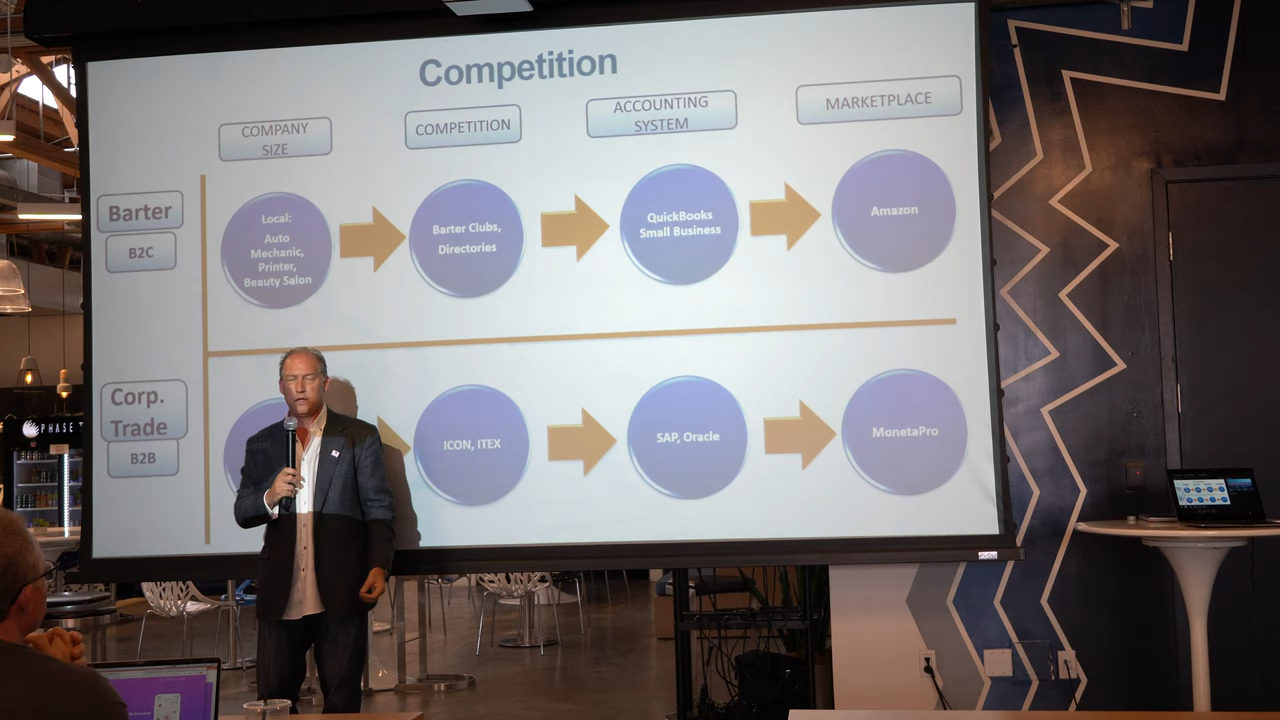 Competition
COMPANY
SIZE
COMPETITION
ACCOUNTING
SYSTEM
MARKETPLACE
Barter
B2C
Local:
Auto
Mechanic,
Printer,
Beauty Salon
Barter Clubs,
Directories
QuickBooks
Small Business
Amazon
Corp.
Trade
B2B
ICON, ITEX
SAP, Oracle
MonetaPro
PHASE